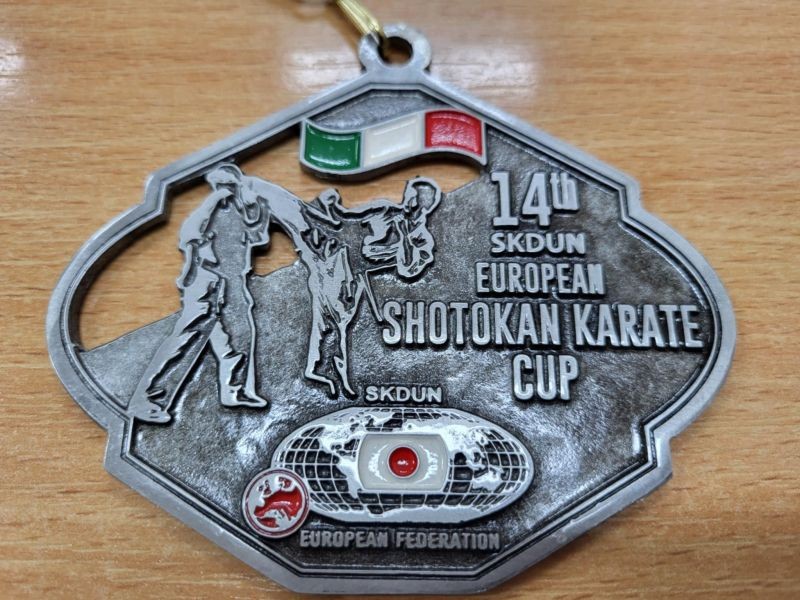 14th
SKDUN
EUROPEAN
SHOTOKAN KARATE
CUP
SKDUN
EUROPEAN FEDERATION